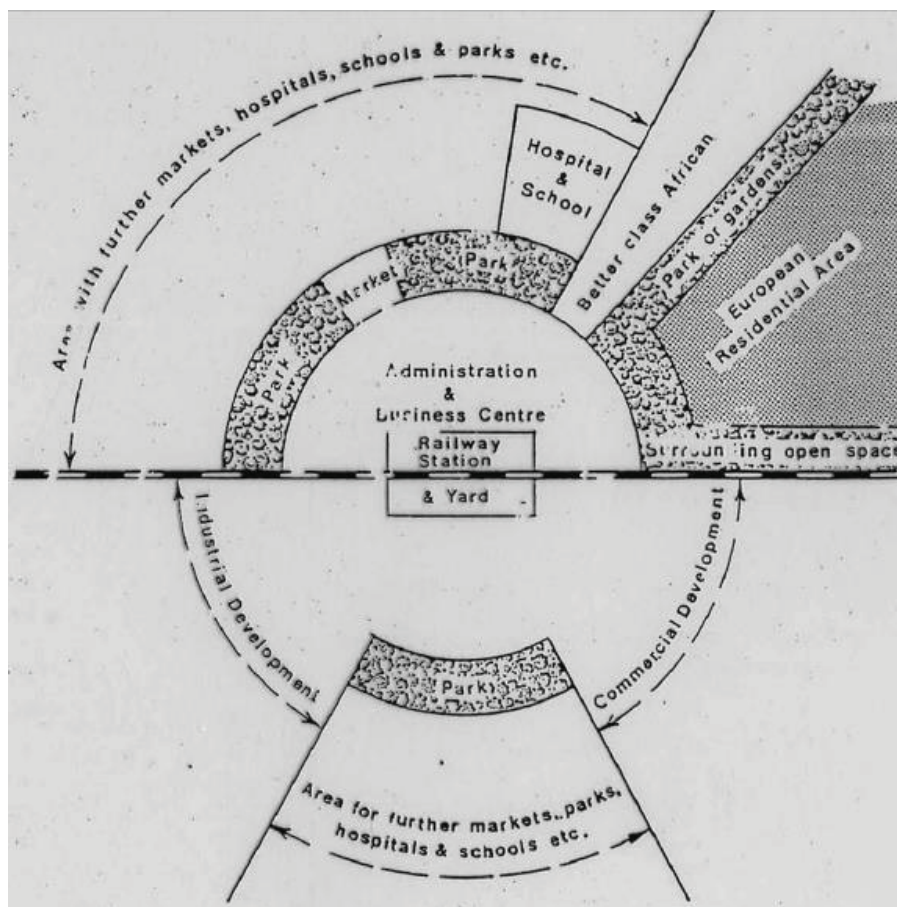 Area with further markets, hospitals, schools & parks etc.
Hospital
&
School
Better class African
Park or gardens
European
Residential Area
Park
Market
Park
Administration
&
Business Centre
Railway
Station
& Yard
Surrounding open space
Industrial Development
Commercial Development
Park
Area for further markets, parks,
hospitals & schools etc.